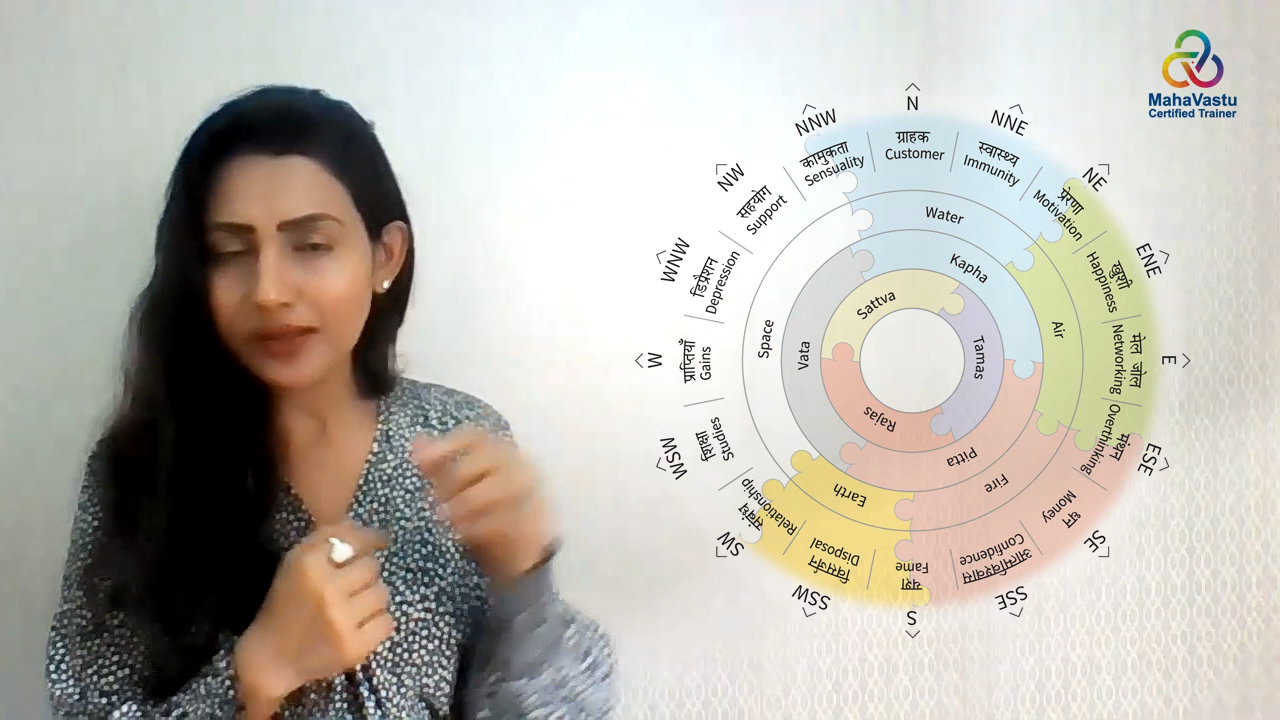 MahaVastu
Certified Trainer
N
ग्राहक
Customer
NNE
स्वास्थ्य
Immunity
NE
प्रेरणा
Motivation
ENE
खुशी
Happiness
E
मेल जोल
Networking
ESE
मंथन
Overthinking
SE
धन
Money
SSE
आत्मविश्वास
Confidence
S
यश
Fame
SSW
विसर्जन
Disposal
SW
संबंध
Relationship
WSW
शिक्षा
Studies
W
प्राप्तियाँ
Gains
WNW
डिप्रेशन
Depression
NW
सहयोग
Support
NNW
कामुकता
Sensuality
Water
Air
Fire
Earth
Space
Kapha
Pitta
Vata
Sattva
Tamas
Rajas